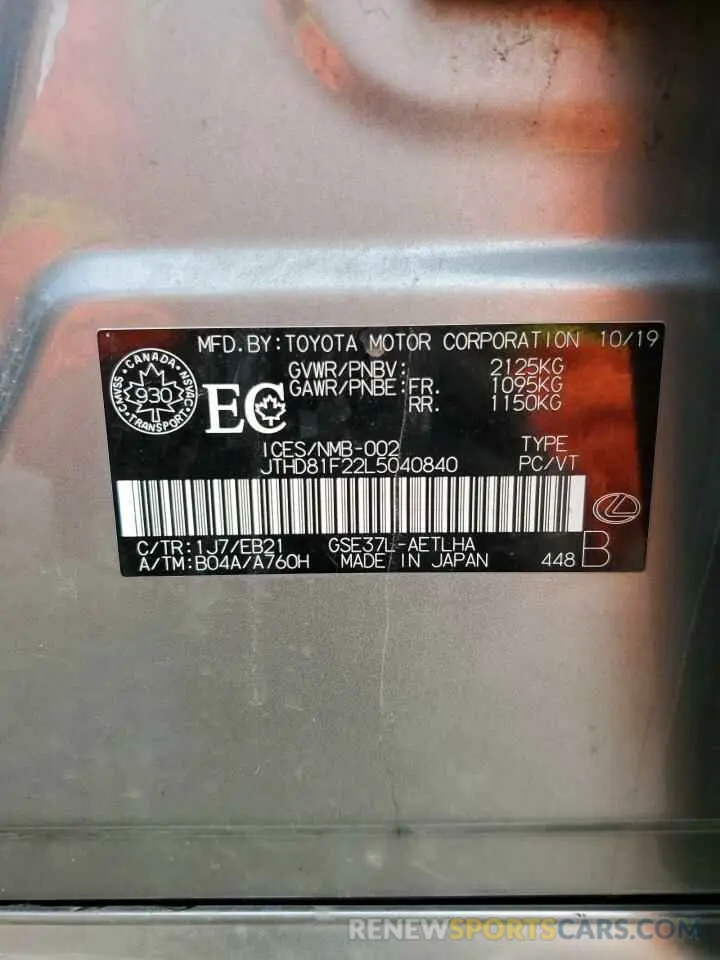 MFD.BY:TOYOTA MOTOR CORPORATION 10/19
GVWR/PNBV: 2125KG
GAWR/PNBE:FR. 1095KG
RR. 1150KG
CANADA
CMVSS 930 NSVAC
TRANSPORT
EC
ICES/NMB-002 TYPE
JTHD81F22L5040840 PC/VT
C/TR:1J7/EB21 GSE37L-AETLHA
A/TM:B04A/A760H MADE IN JAPAN 448 B
RENEWSPORTSCARS.COM